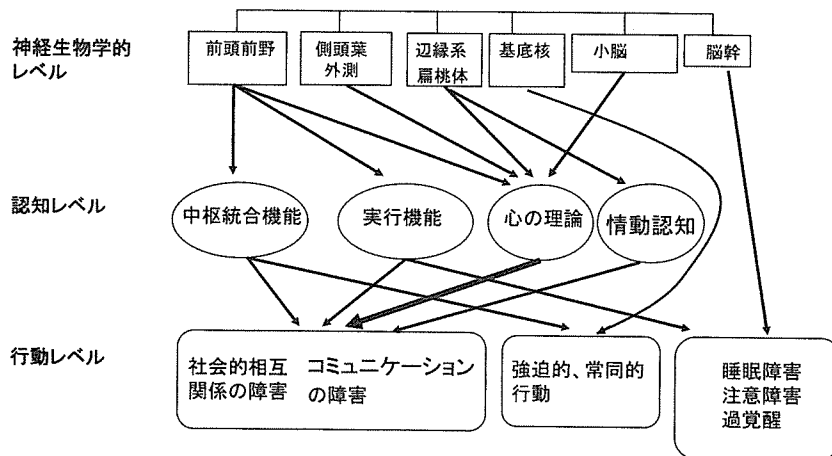 神経生物学的
レベル
前頭前野
側頭葉
外測
辺縁系
扁桃体
基底核
小脳
脳幹
認知レベル
中枢統合機能
実行機能
心の理論
情動認知
行動レベル
社会的相互
関係の障害
コミュニケーション
の障害
強迫的、常同的
行動
睡眠障害
注意障害
過覚醒